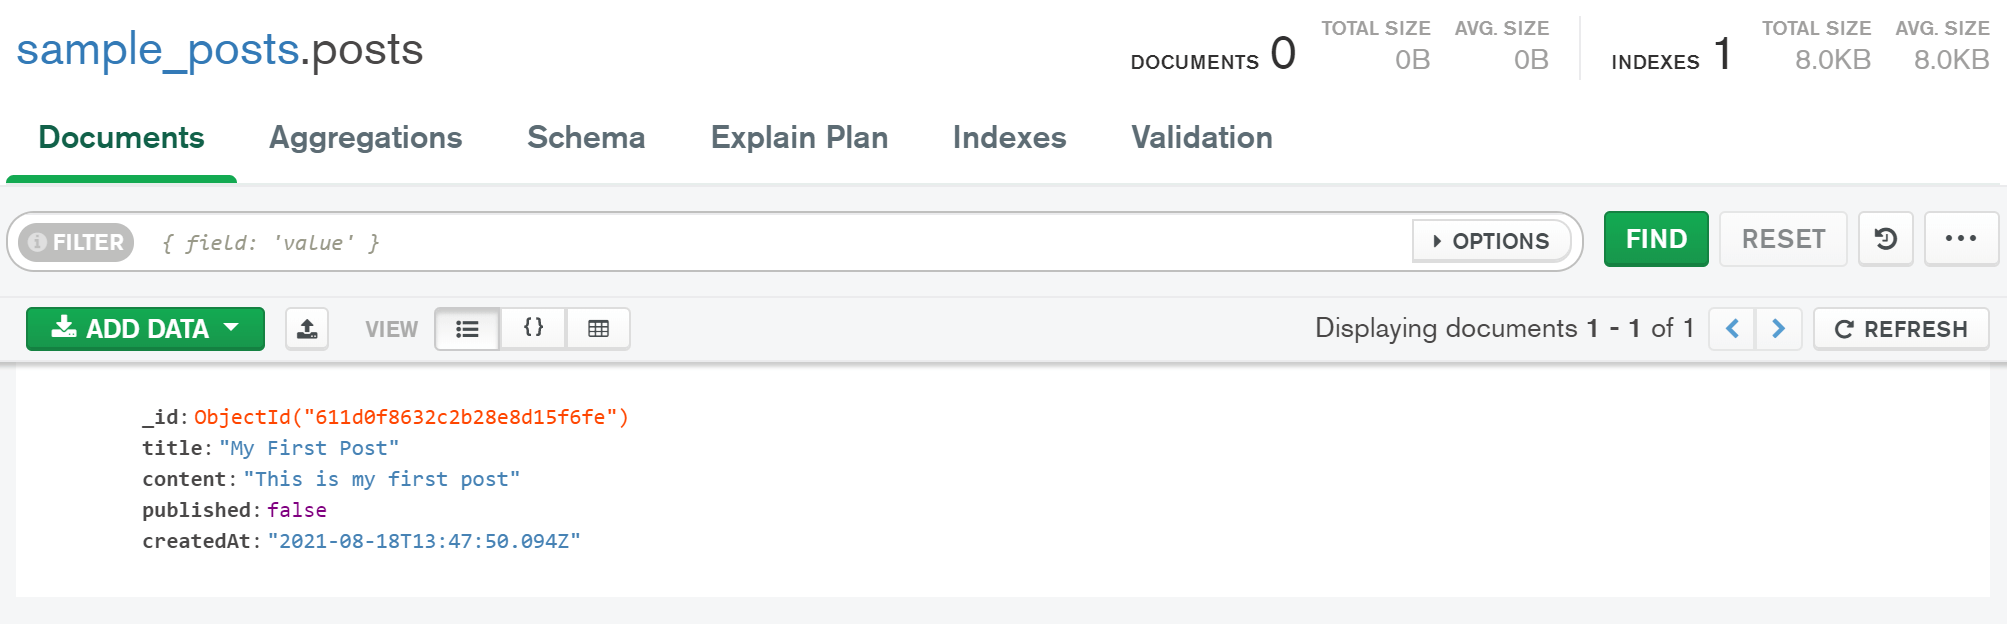 sample_posts.posts
DOCUMENTS 0 TOTAL SIZE 0B AVG. SIZE 0B INDEXES 1 TOTAL SIZE 8.0KB AVG. SIZE 8.0KB
Documents Aggregations Schema Explain Plan Indexes Validation
FILTER { field: 'value' } OPTIONS FIND RESET
ADD DATA VIEW {} Displaying documents 1 - 1 of 1 REFRESH
_id: ObjectId("611d0f8632c2b28e8d15f6fe")
title: "My First Post"
content: "This is my first post"
published: false
createdAt: "2021-08-18T13:47:50.094Z"